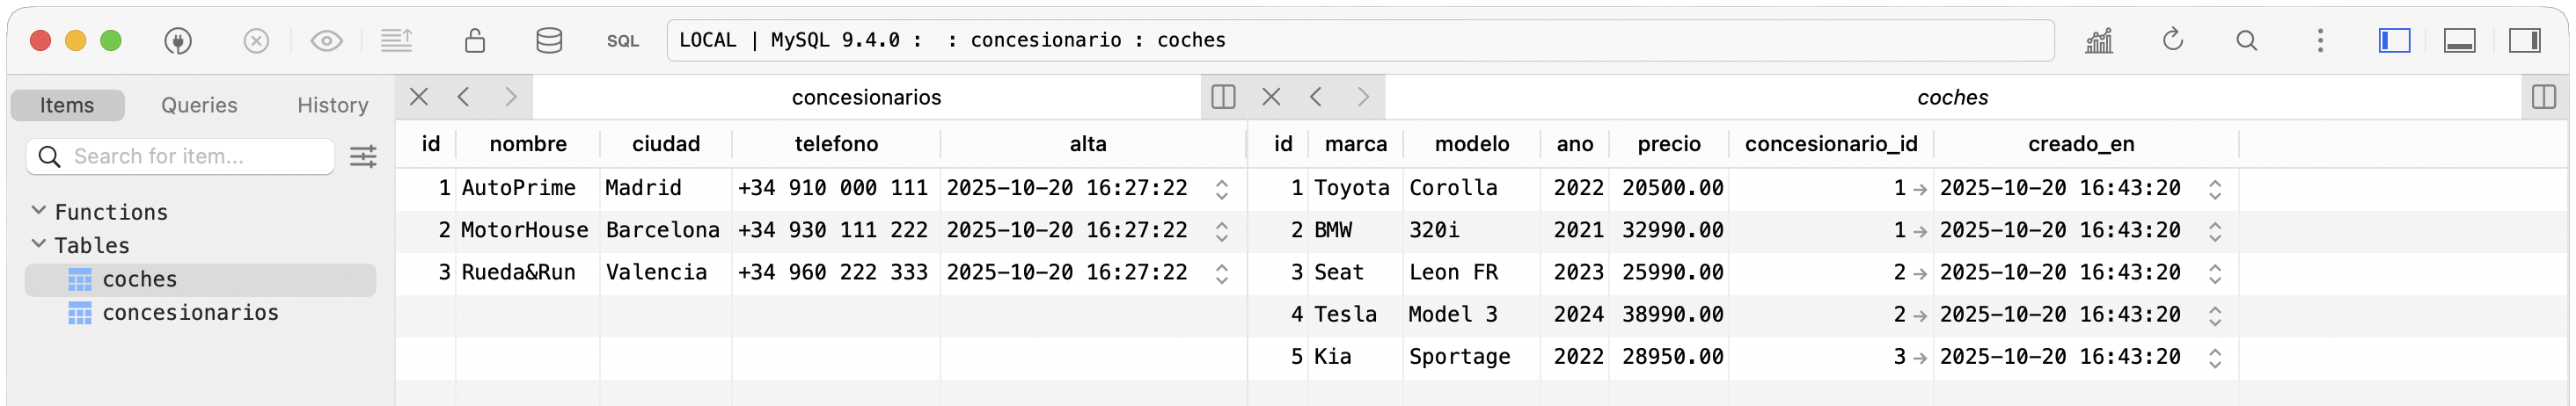 SQL LOCAL | MySQL 9.4.0 :  : concesionario : coches
Items Queries History
Search for item...
Functions
Tables
coches
concesionarios
concesionarios
id nombre ciudad telefono alta
1 AutoPrime Madrid +34 910 000 111 2025-10-20 16:27:22
2 MotorHouse Barcelona +34 930 111 222 2025-10-20 16:27:22
3 Rueda&Run Valencia +34 960 222 333 2025-10-20 16:27:22
coches
id marca modelo ano precio concesionario_id creado_en
1 Toyota Corolla 2022 20500.00 1 → 2025-10-20 16:43:20
2 BMW 320i 2021 32990.00 1 → 2025-10-20 16:43:20
3 Seat Leon FR 2023 25990.00 2 → 2025-10-20 16:43:20
4 Tesla Model 3 2024 38990.00 2 → 2025-10-20 16:43:20
5 Kia Sportage 2022 28950.00 3 → 2025-10-20 16:43:20